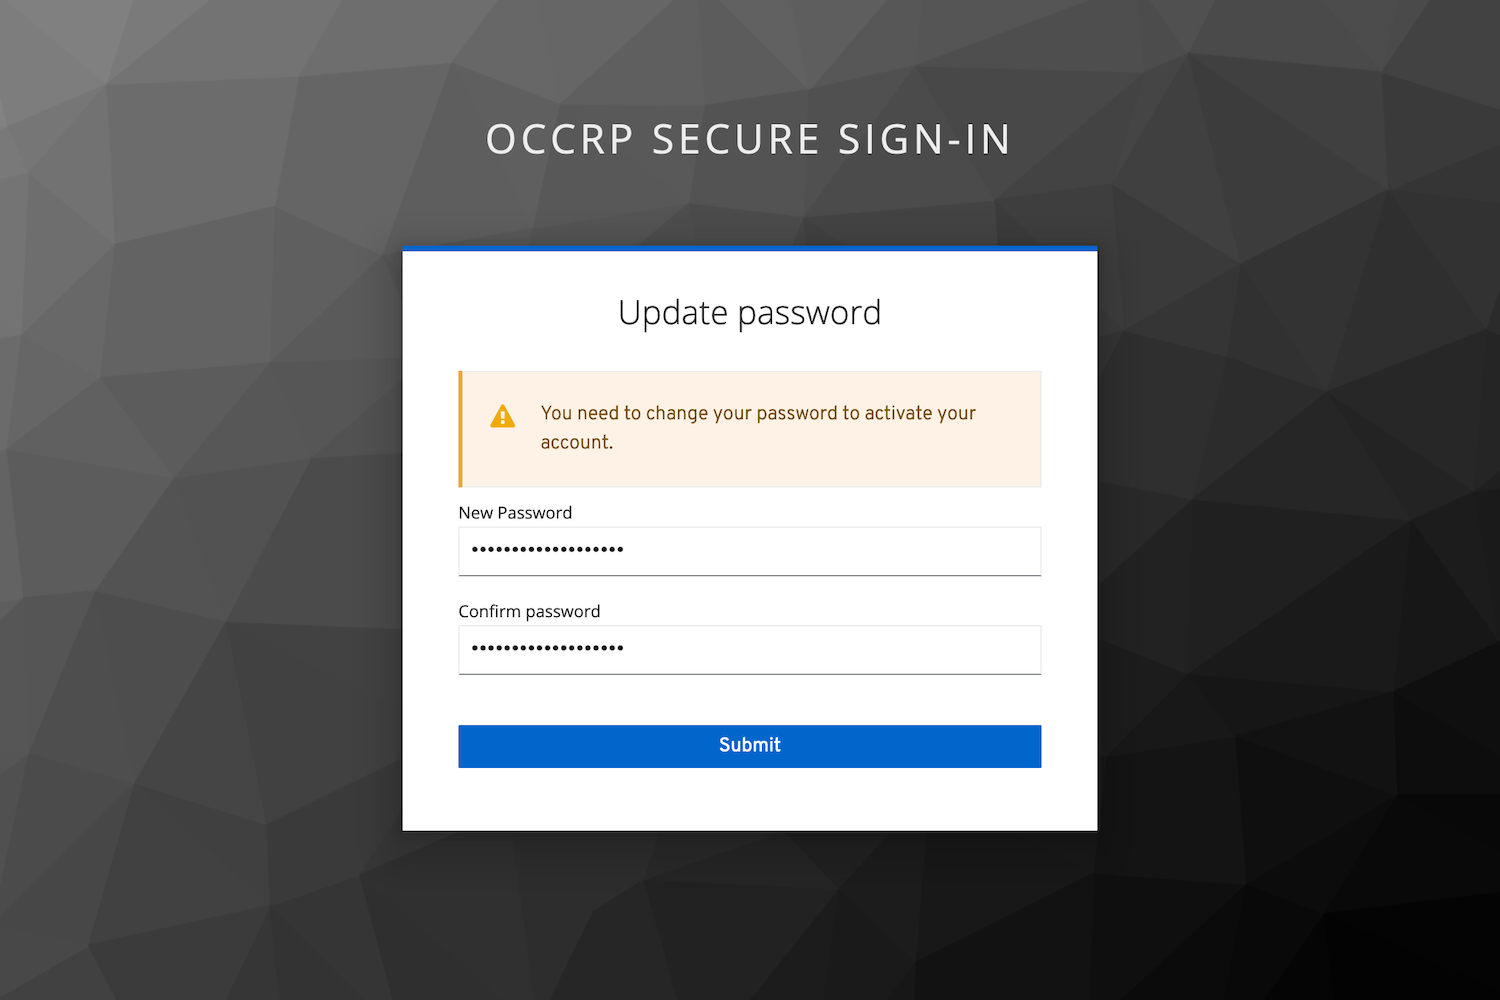 OCCRP SECURE SIGN-IN
Update password
You need to change your password to activate your
account.
New Password
•••••••••••••••••••
Confirm password
•••••••••••••••••••
Submit